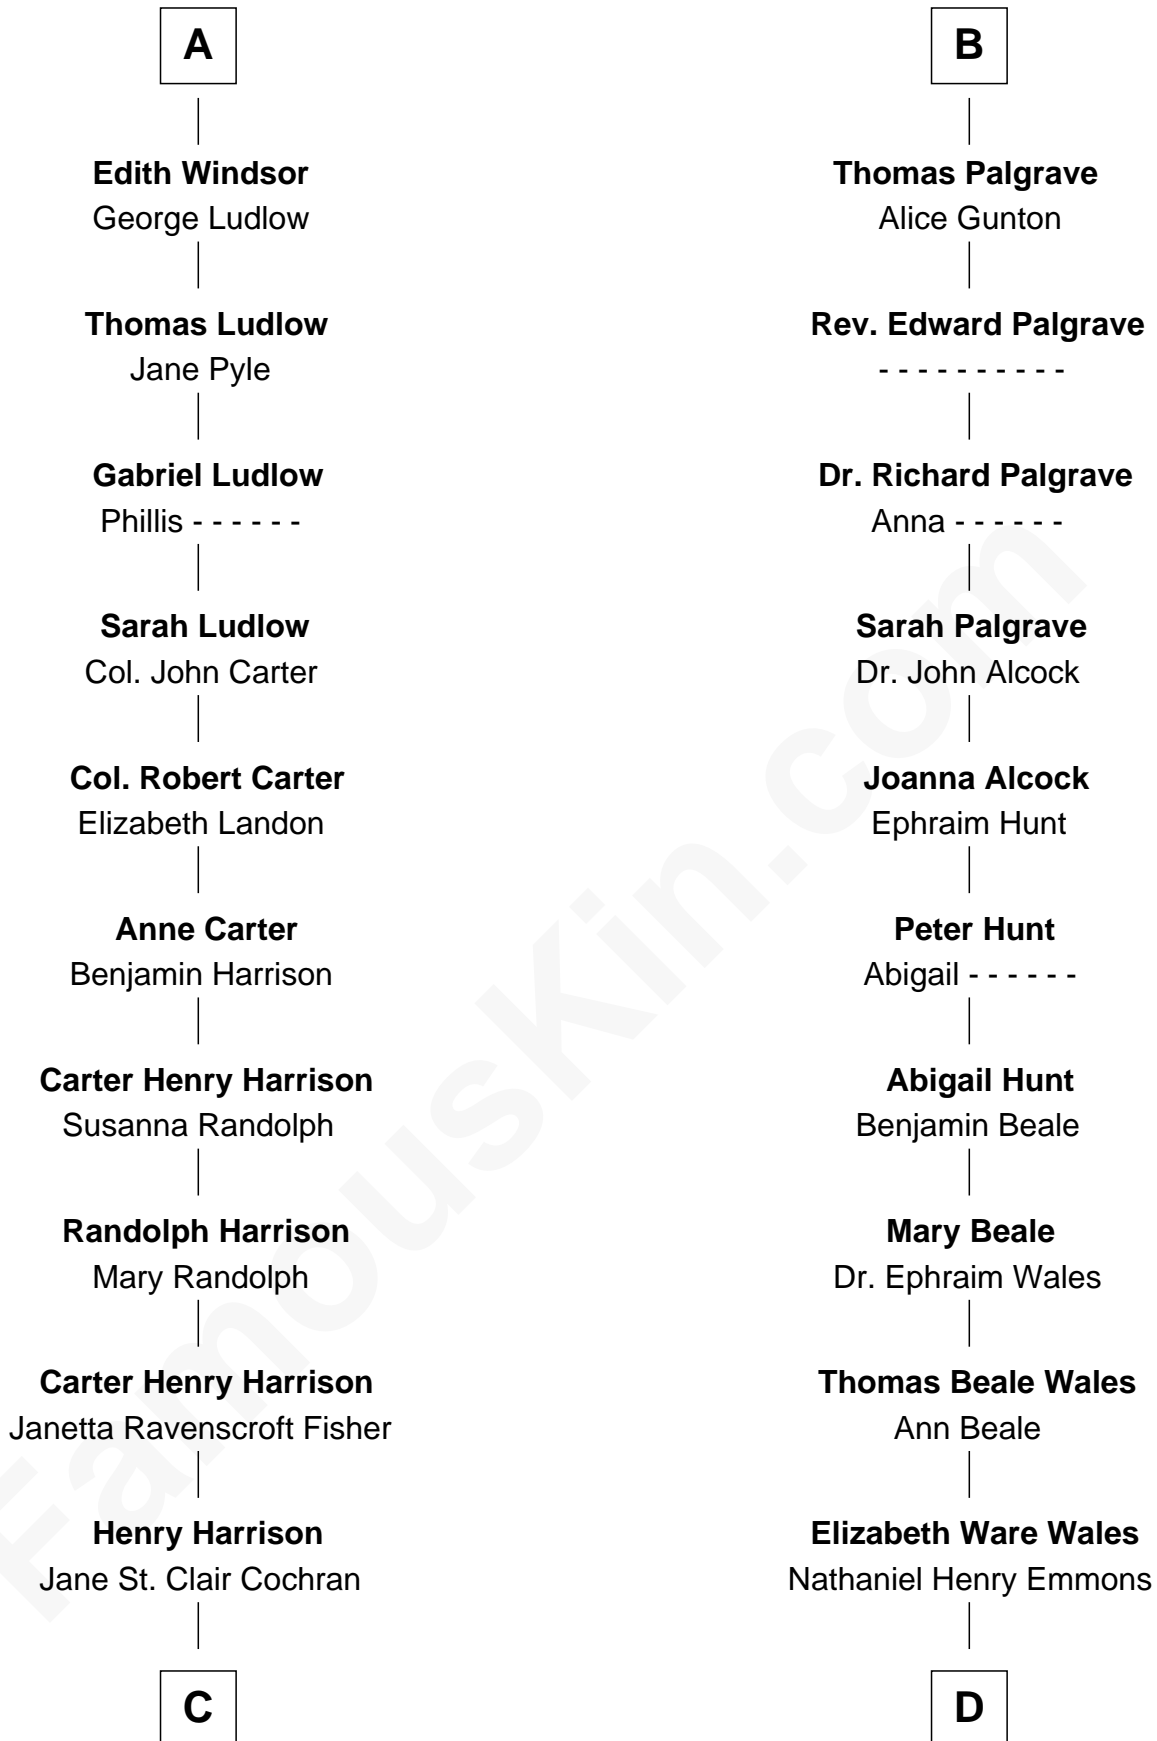 A
Edith Windsor
George Ludlow
Thomas Ludlow
Jane Pyle
Gabriel Ludlow
Phillis - - - - - -
Sarah Ludlow
Col. John Carter
Col. Robert Carter
Elizabeth Landon
Anne Carter
Benjamin Harrison
Carter Henry Harrison
Susanna Randolph
Randolph Harrison
Mary Randolph
Carter Henry Harrison
Janetta Ravenscroft Fisher
Henry Harrison
Jane St. Clair Cochran
C
B
Thomas Palgrave
Alice Gunton
Rev. Edward Palgrave
- - - - - - - - - -
Dr. Richard Palgrave
Anna - - - - - -
Sarah Palgrave
Dr. John Alcock
Joanna Alcock
Ephraim Hunt
Peter Hunt
Abigail - - - - - -
Abigail Hunt
Benjamin Beale
Mary Beale
Dr. Ephraim Wales
Thomas Beale Wales
Ann Beale
Elizabeth Ware Wales
Nathaniel Henry Emmons
D
FamousKin.com